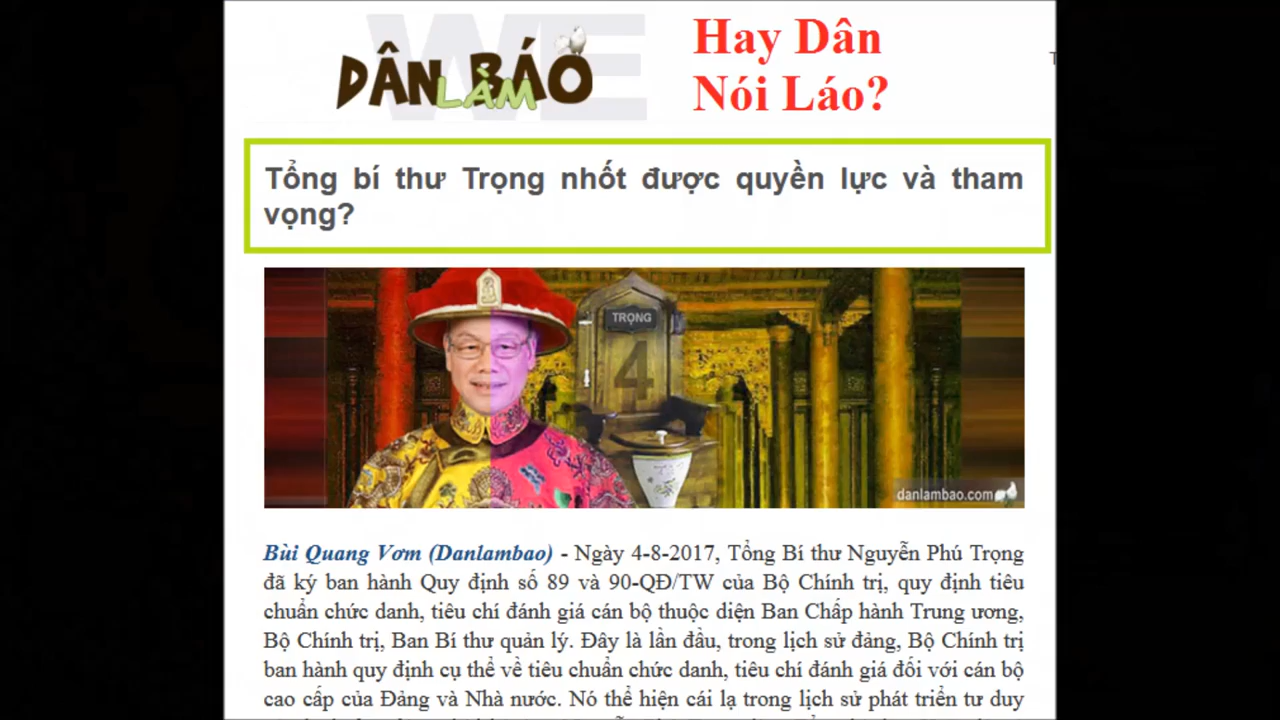 DÂN LÀM BÁO
WE
Hay Dân
Nói Láo?
T
Tổng bí thư Trọng nhốt được quyền lực và tham
vọng?
TRỌNG
4
danlambao.com
Bùi Quang Vơm (Danlambao) - Ngày 4-8-2017, Tổng Bí thư Nguyễn Phú Trọng
đã ký ban hành Quy định số 89 và 90-QĐ/TW của Bộ Chính trị, quy định tiêu
chuẩn chức danh, tiêu chí đánh giá cán bộ thuộc diện Ban Chấp hành Trung ương,
Bộ Chính trị, Ban Bí thư quản lý. Đây là lần đầu, trong lịch sử đảng, Bộ Chính trị
ban hành quy định cụ thể về tiêu chuẩn chức danh, tiêu chí đánh giá đối với cán bộ
cao cấp của Đảng và Nhà nước. Nó thể hiện cái lạ trong lịch sử phát triển tư duy